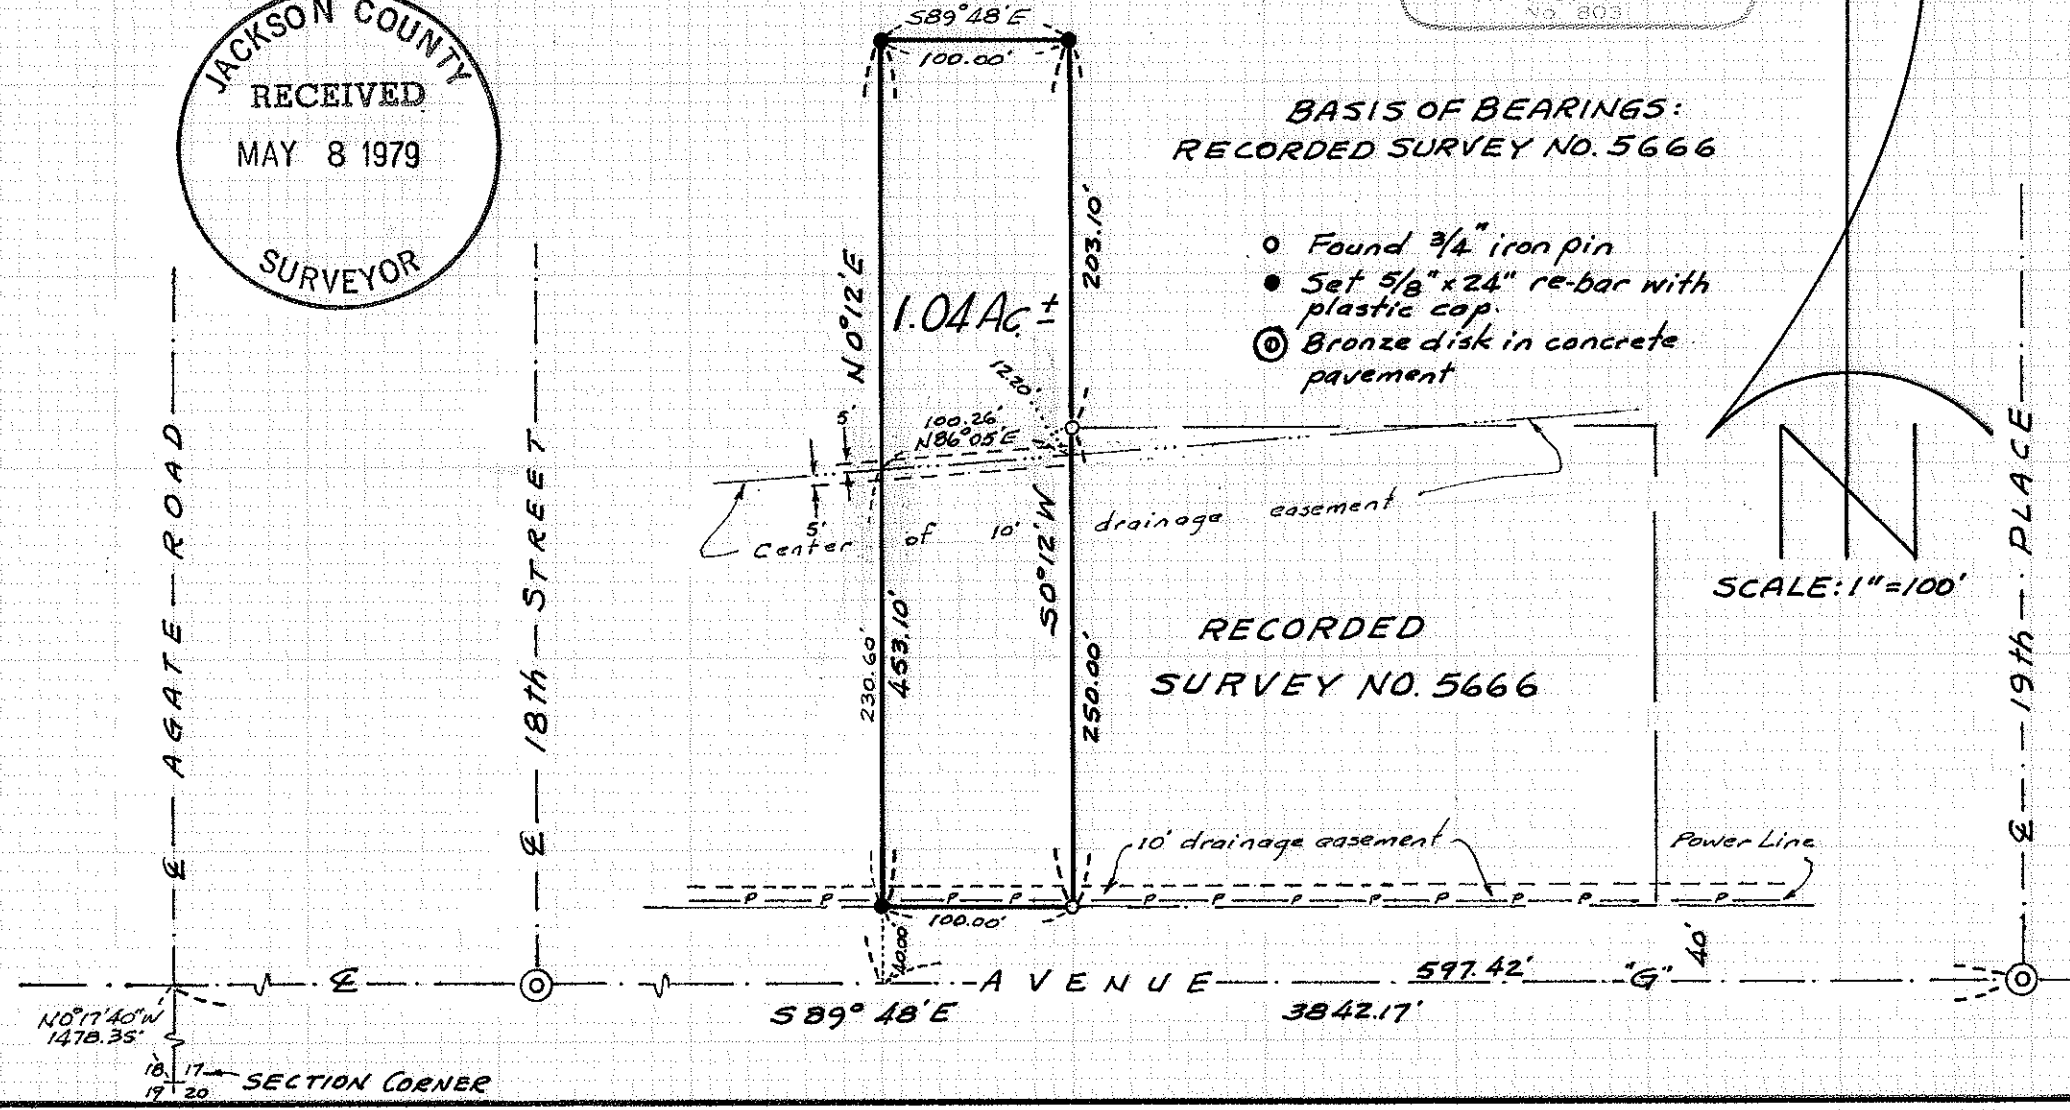 JACKSON COUNTY
RECEIVED
MAY 8 1979
SURVEYOR
NO. 803
S89°48'E
100.00'
BASIS OF BEARINGS:
RECORDED SURVEY NO. 5666
Found 3/4" iron pin
Set 5/8" x 24" re-bar with
plastic cap.
Bronze disk in concrete
pavement
N0°12'E
203.10'
1.04 Ac. ±
12.20'
5'
100.26'
N86°05'E
5'
Center of 10' drainage easement
S0°12'W
230.60'
453.10'
250.00'
RECORDED
SURVEY NO. 5666
N
SCALE: 1"=100'
℄ AGATE ROAD
℄ 18th STREET
℄ 19th PLACE
10' drainage easement
Power Line
P P P P P P P P P P P P
100.00'
40.00'
40'
℄ AVENUE "G"
597.42'
S89°48'E 3842.17'
N0°17'40"W
1478.35'
18 17
19 20
SECTION CORNER